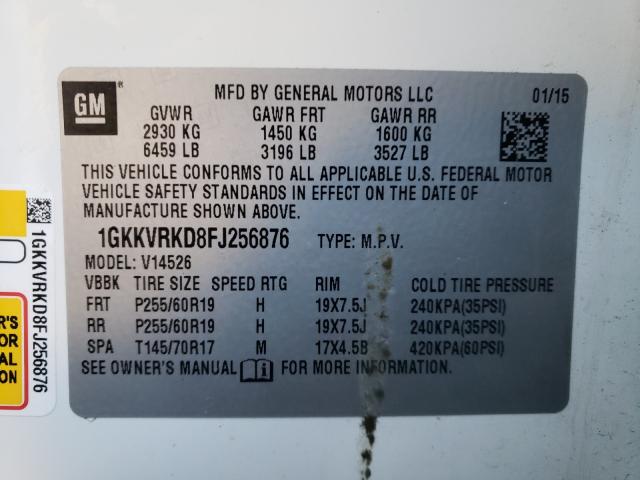 GM
®
MFD BY GENERAL MOTORS LLC 01/15
GVWR GAWR FRT GAWR RR
2930 KG 1450 KG 1600 KG
6459 LB 3196 LB 3527 LB
THIS VEHICLE CONFORMS TO ALL APPLICABLE U.S. FEDERAL MOTOR
VEHICLE SAFETY STANDARDS IN EFFECT ON THE DATE OF
MANUFACTURE SHOWN ABOVE.
1GKKVRKD8FJ256876 TYPE: M.P.V.
MODEL: V14526
VBBK TIRE SIZE SPEED RTG RIM COLD TIRE PRESSURE
FRT P255/60R19 H 19X7.5J 240KPA(35PSI)
RR P255/60R19 H 19X7.5J 240KPA(35PSI)
SPA T145/70R17 M 17X4.5B 420KPA(60PSI)
SEE OWNER'S MANUAL i FOR MORE INFORMATION.
1GKKVRKD8FJ256876
R'S
FOR
AL
ON